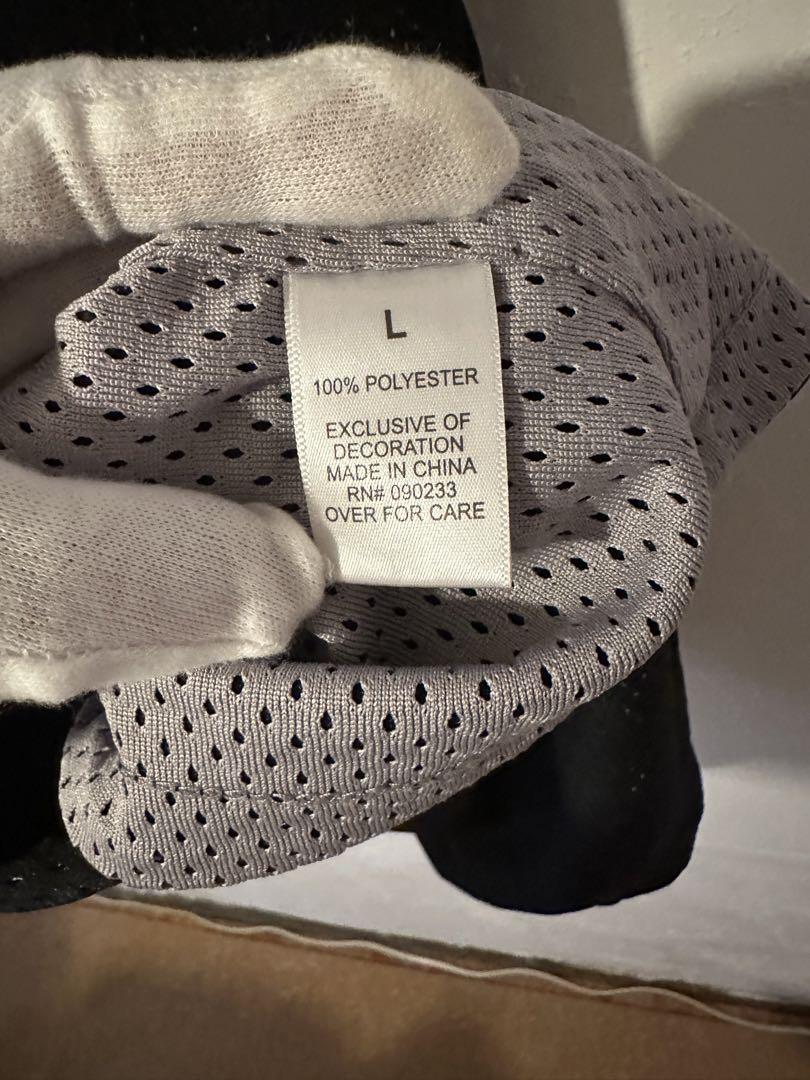 L
100% POLYESTER
EXCLUSIVE OF
DECORATION
MADE IN CHINA
RN# 090233
OVER FOR CARE